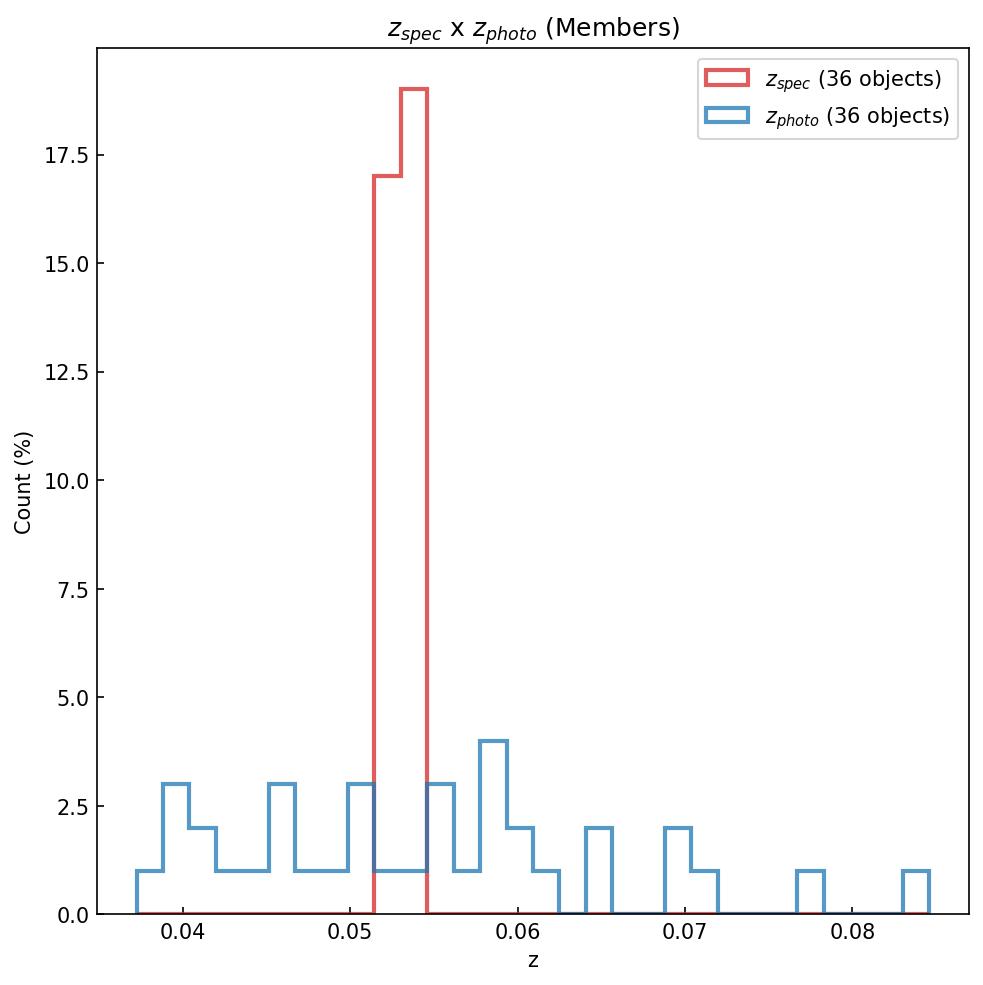 z_spec x z_photo (Members)
z_spec (36 objects)
z_photo (36 objects)
Count (%)
17.5
15.0
12.5
10.0
7.5
5.0
2.5
0.0
0.04 0.05 0.06 0.07 0.08
z